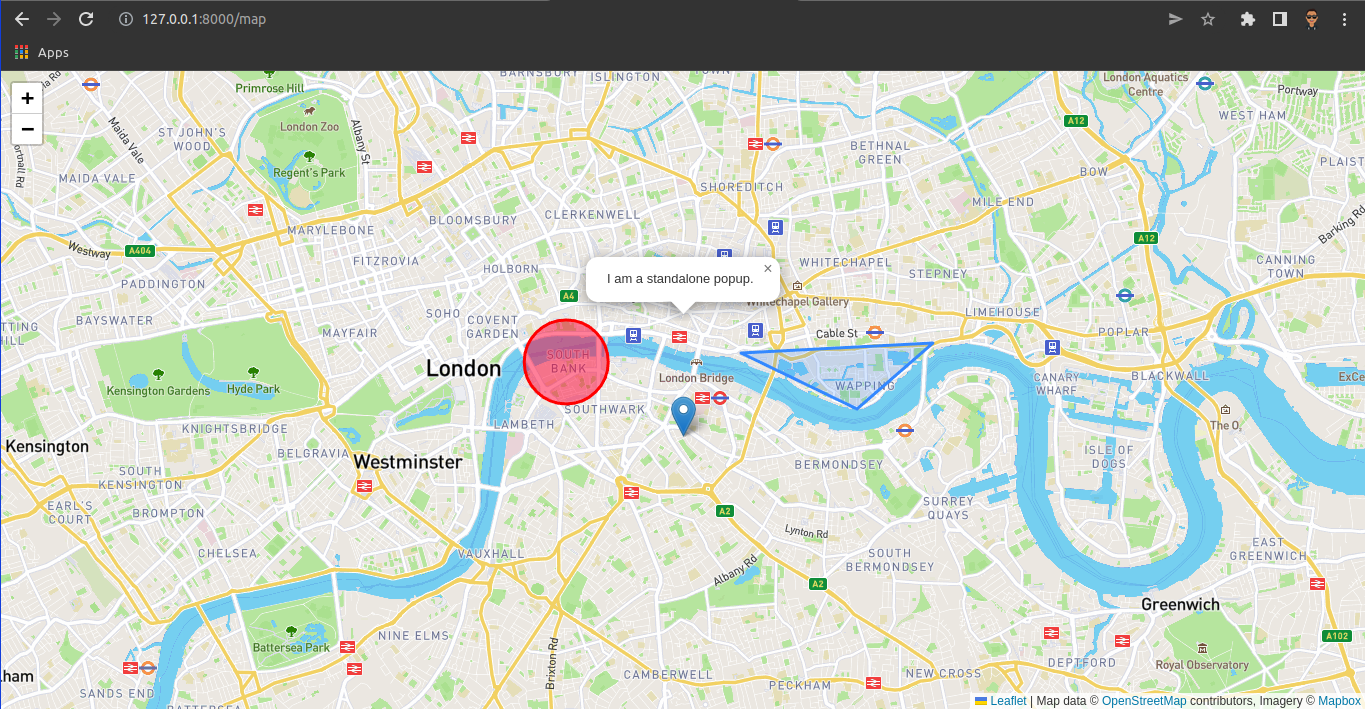 127.0.0.1:8000/map
Apps
+
−
Primrose Hill
BARNSBURY
ISLINGTON
TOWN
London Aquatics
Centre
Portway
A12
WEST HAM
Maida Vale
ST JOHN'S
WOOD
London Zoo
Albany St
BETHNAL
GREEN
PLAIST
Regent's Park
BOW
MAIDA VALE
SHOREDITCH
MILE END
BLOOMSBURY
CLERKENWELL
MARYLEBONE
Barking Rd
A12
Westway
A404
FITZROVIA
HOLBORN
WHITECHAPEL
STEPNEY
CANNING
TOWN
PADDINGTON
I am a standalone popup.
×
A4
Whitechapel Gallery
BAYSWATER
SOHO
COVENT
GARDEN
LIMEHOUSE
TTING
HILL
MAYFAIR
Cable St
POPLAR
SOUTH
BANK
London
London Bridge
WAPPING
CANARY
WHARF
BLACKWALL
ExCe
Kensington Gardens
Hyde Park
SOUTHWARK
KNIGHTSBRIDGE
LAMBETH
The O
Kensington
BELGRAVIA
Westminster
BERMONDSEY
ISLE OF
DOGS
SOUTH
KENSINGTON
EARL'S
COURT
BROMPTON
A2
SURREY
QUAYS
Lynton Rd
CHELSEA
VAUXHALL
SOUTH
BERMONDSEY
EAST
GREENWICH
Albany Rd
A2
Greenwich
NINE ELMS
A102
Battersea Park
Brixton Rd
DEPTFORD
Royal Observatory
lham
CAMBERWELL
NEW CROSS
SANDS END
PECKHAM
BATTERSEA
Leaflet | Map data © OpenStreetMap contributors, Imagery © Mapbox